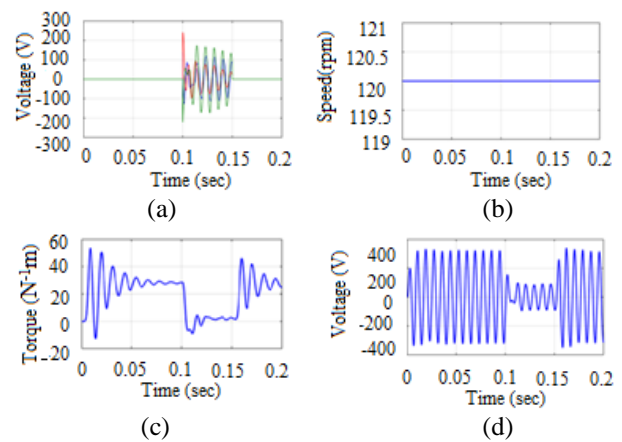 Voltage (V)
300
200
100
0
-100
-200
-300
0 0.05 0.1 0.15 0.2
Time (sec)
(a)
Speed(rpm)
121
120.5
120
119.5
119
0 0.05 0.1 0.15 0.2
Time (sec)
(b)
Torque (N⁻¹m)
60
40
20
0
-20
0 0.05 0.1 0.15 0.2
Time (sec)
(c)
Voltage (V)
400
200
0
-200
-400
0 0.05 0.1 0.15 0.2
Time (sec)
(d)